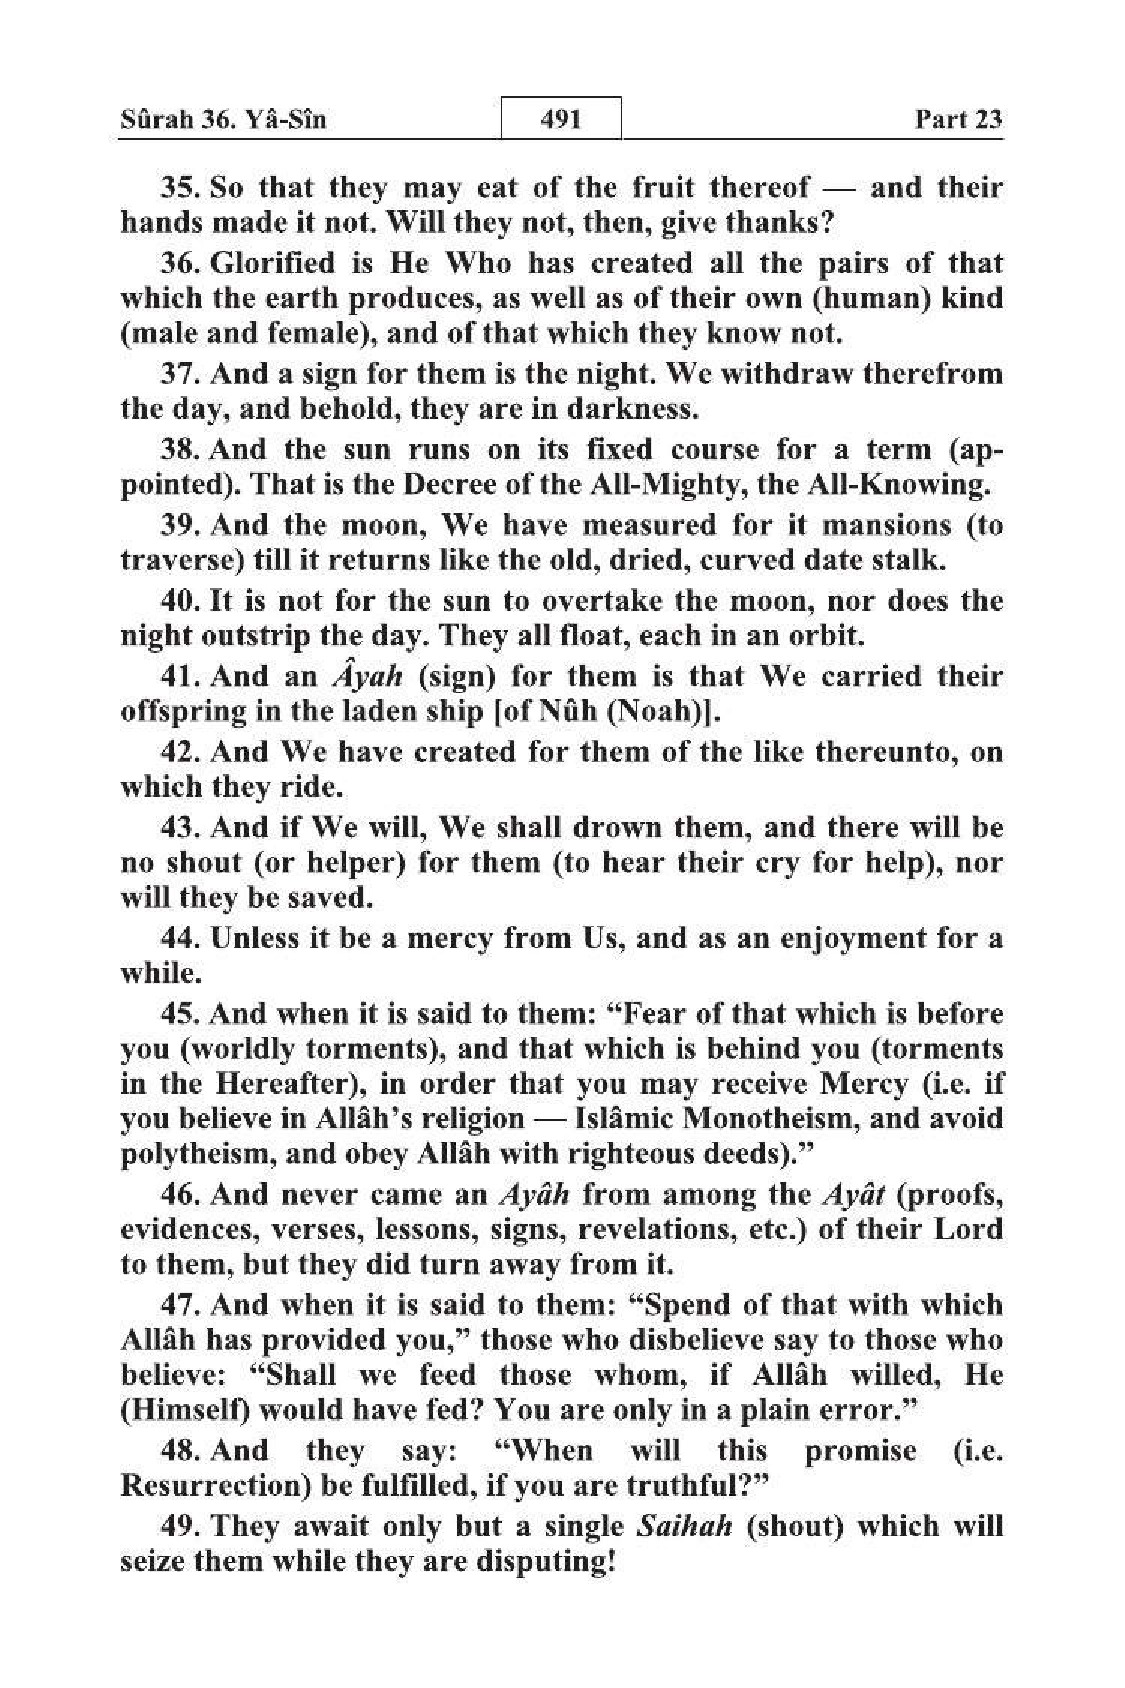 Sûrah 36. Yâ-Sîn 491 Part 23
35. So that they may eat of the fruit thereof — and their
hands made it not. Will they not, then, give thanks?
36. Glorified is He Who has created all the pairs of that
which the earth produces, as well as of their own (human) kind
(male and female), and of that which they know not.
37. And a sign for them is the night. We withdraw therefrom
the day, and behold, they are in darkness.
38. And the sun runs on its fixed course for a term (ap-
pointed). That is the Decree of the All-Mighty, the All-Knowing.
39. And the moon, We have measured for it mansions (to
traverse) till it returns like the old, dried, curved date stalk.
40. It is not for the sun to overtake the moon, nor does the
night outstrip the day. They all float, each in an orbit.
41. And an Âyah (sign) for them is that We carried their
offspring in the laden ship [of Nûh (Noah)].
42. And We have created for them of the like thereunto, on
which they ride.
43. And if We will, We shall drown them, and there will be
no shout (or helper) for them (to hear their cry for help), nor
will they be saved.
44. Unless it be a mercy from Us, and as an enjoyment for a
while.
45. And when it is said to them: “Fear of that which is before
you (worldly torments), and that which is behind you (torments
in the Hereafter), in order that you may receive Mercy (i.e. if
you believe in Allâh’s religion — Islâmic Monotheism, and avoid
polytheism, and obey Allâh with righteous deeds).”
46. And never came an Ayâh from among the Ayât (proofs,
evidences, verses, lessons, signs, revelations, etc.) of their Lord
to them, but they did turn away from it.
47. And when it is said to them: “Spend of that with which
Allâh has provided you,” those who disbelieve say to those who
believe: “Shall we feed those whom, if Allâh willed, He
(Himself) would have fed? You are only in a plain error.”
48. And they say: “When will this promise (i.e.
Resurrection) be fulfilled, if you are truthful?”
49. They await only but a single Saihah (shout) which will
seize them while they are disputing!